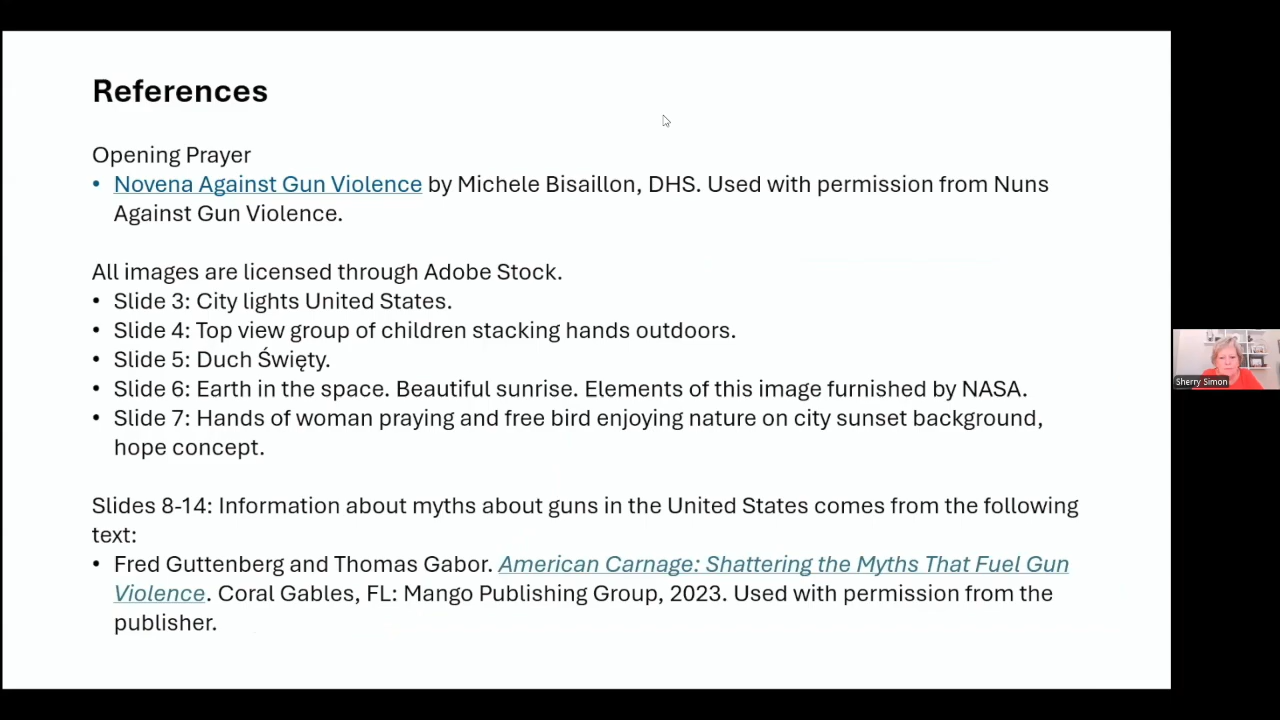 References
Opening Prayer
• Novena Against Gun Violence by Michele Bisaillon, DHS. Used with permission from Nuns
Against Gun Violence.
All images are licensed through Adobe Stock.
• Slide 3: City lights United States.
• Slide 4: Top view group of children stacking hands outdoors.
• Slide 5: Duch Święty.
• Slide 6: Earth in the space. Beautiful sunrise. Elements of this image furnished by NASA.
• Slide 7: Hands of woman praying and free bird enjoying nature on city sunset background,
hope concept.
Slides 8-14: Information about myths about guns in the United States comes from the following
text:
• Fred Guttenberg and Thomas Gabor. American Carnage: Shattering the Myths That Fuel Gun
Violence. Coral Gables, FL: Mango Publishing Group, 2023. Used with permission from the
publisher.
Sherry Simon